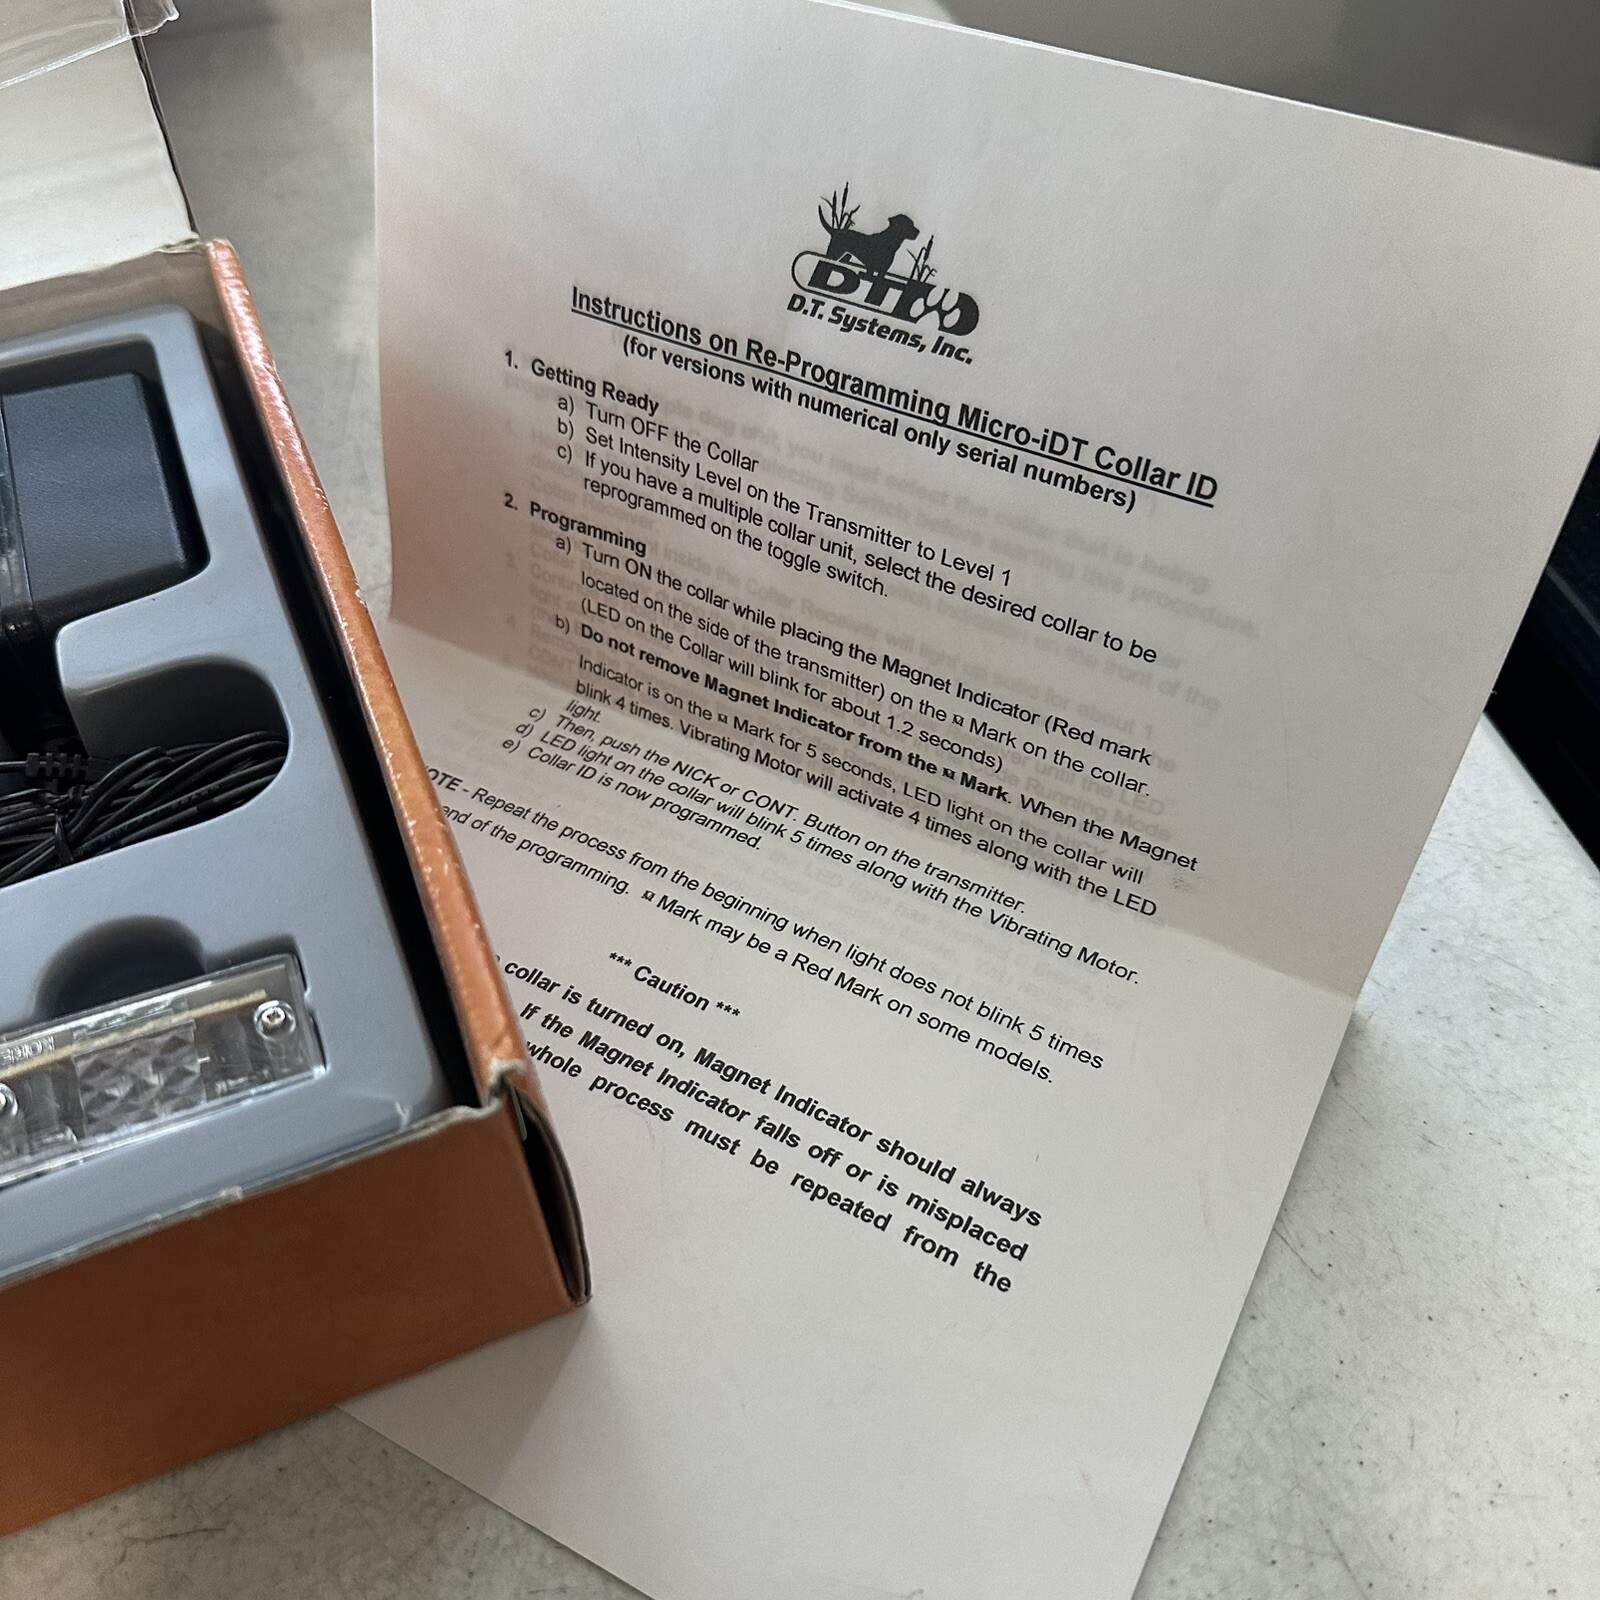 DT
D.T. Systems, Inc.
Instructions on Re-Programming Micro-iDT Collar ID
(for versions with numerical only serial numbers)
1. Getting Ready
a) Turn OFF the Collar
b) Set Intensity Level on the Transmitter to Level 1
c) If you have a multiple collar unit, select the desired collar to be
reprogrammed on the toggle switch.
2. Programming
a) Turn ON the collar while placing the Magnet Indicator (Red mark
located on the side of the transmitter) on the Mark on the collar.
(LED on the Collar will blink for about 1.2 seconds)
b) Do not remove Magnet Indicator from the Mark. When the Magnet
Indicator is on the Mark for 5 seconds, LED light on the collar will
blink 4 times. Vibrating Motor will activate 4 times along with the LED
light.
c) Then, push the NICK or CONT. Button on the transmitter.
d) LED light on the collar will blink 5 times along with the Vibrating Motor.
e) Collar ID is now programmed.
OTE - Repeat the process from the beginning when light does not blink 5 times
end of the programming. Mark may be a Red Mark on some models.
*** Caution ***
collar is turned on, Magnet Indicator should always
If the Magnet Indicator falls off or is misplaced
whole process must be repeated from the